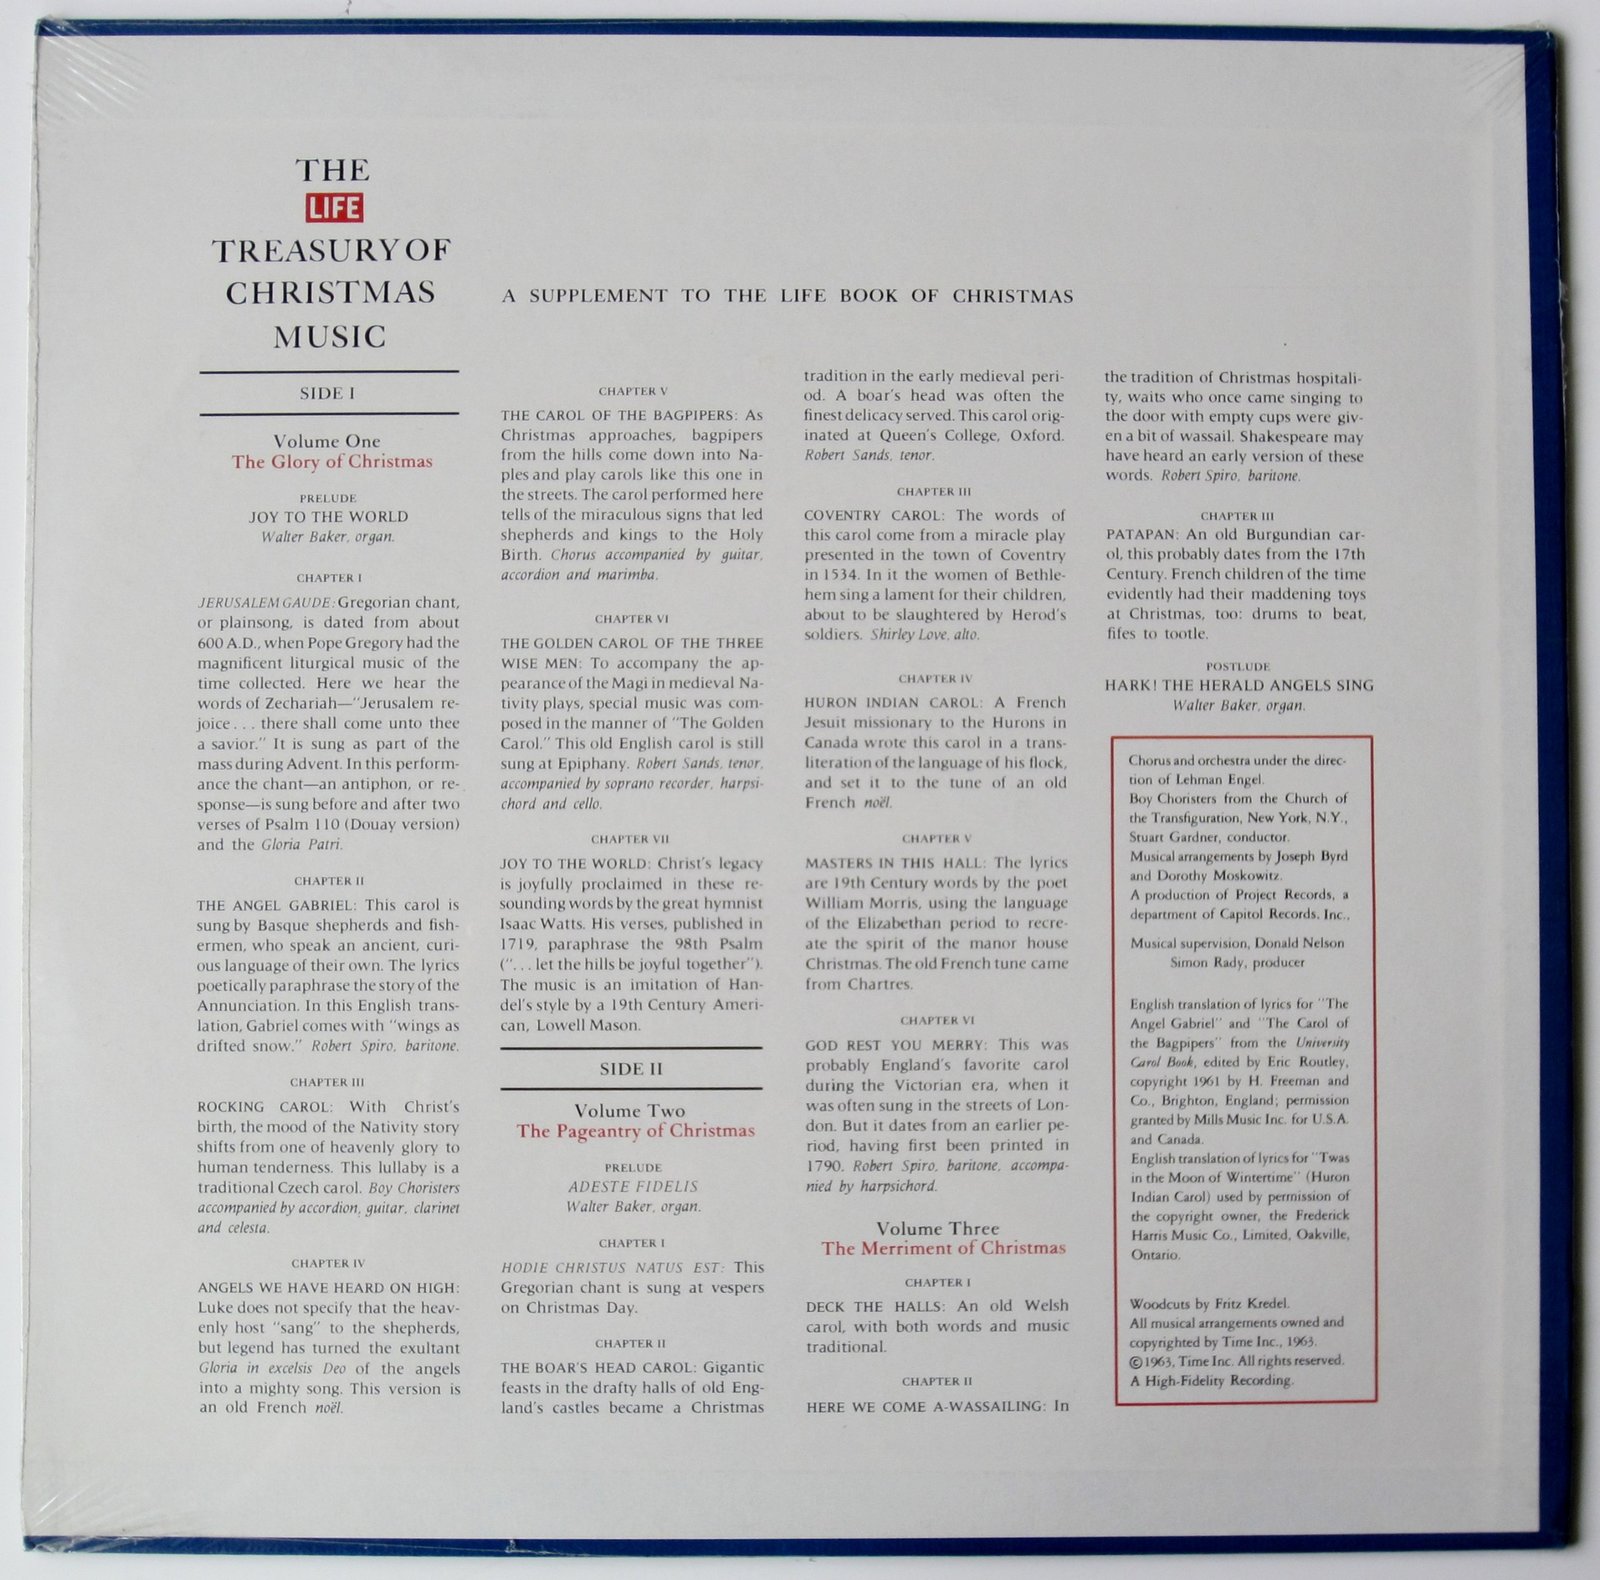 THE
LIFE
TREASURY OF
CHRISTMAS
MUSIC
A SUPPLEMENT TO THE LIFE BOOK OF CHRISTMAS
SIDE I
Volume One
The Glory of Christmas
PRELUDE
JOY TO THE WORLD
Walter Baker, organ.
CHAPTER I
JERUSALEM GAUDE: Gregorian chant,
or plainsong, is dated from about
600 A.D., when Pope Gregory had the
magnificent liturgical music of the
time collected. Here we hear the
words of Zechariah—"Jerusalem re-
joice . . . there shall come unto thee
a savior." It is sung as part of the
mass during Advent. In this perform-
ance the chant—an antiphon, or re-
sponse—is sung before and after two
verses of Psalm 110 (Douay version)
and the Gloria Patri.
CHAPTER II
THE ANGEL GABRIEL: This carol is
sung by Basque shepherds and fish-
ermen, who speak an ancient, curi-
ous language of their own. The lyrics
poetically paraphrase the story of the
Annunciation. In this English trans-
lation, Gabriel comes with "wings as
drifted snow." Robert Spiro, baritone.
CHAPTER III
ROCKING CAROL: With Christ's
birth, the mood of the Nativity story
shifts from one of heavenly glory to
human tenderness. This lullaby is a
traditional Czech carol. Boy Choristers
accompanied by accordion, guitar, clarinet
and celesta.
CHAPTER IV
ANGELS WE HAVE HEARD ON HIGH:
Luke does not specify that the heav-
enly host "sang" to the shepherds,
but legend has turned the exultant
Gloria in excelsis Deo of the angels
into a mighty song. This version is
an old French noël.
CHAPTER V
THE CAROL OF THE BAGPIPERS: As
Christmas approaches, bagpipers
from the hills come down into Na-
ples and play carols like this one in
the streets. The carol performed here
tells of the miraculous signs that led
shepherds and kings to the Holy
Birth. Chorus accompanied by guitar,
accordion and marimba.
CHAPTER VI
THE GOLDEN CAROL OF THE THREE
WISE MEN: To accompany the ap-
pearance of the Magi in medieval Na-
tivity plays, special music was com-
posed in the manner of "The Golden
Carol." This old English carol is still
sung at Epiphany. Robert Sands, tenor,
accompanied by soprano recorder, harpsi-
chord and cello.
CHAPTER VII
JOY TO THE WORLD: Christ's legacy
is joyfully proclaimed in these re-
sounding words by the great hymnist
Isaac Watts. His verses, published in
1719, paraphrase the 98th Psalm
(". . . let the hills be joyful together").
The music is an imitation of Han-
del's style by a 19th Century Ameri-
can, Lowell Mason.
SIDE II
Volume Two
The Pageantry of Christmas
PRELUDE
ADESTE FIDELIS
Walter Baker, organ.
CHAPTER I
HODIE CHRISTUS NATUS EST: This
Gregorian chant is sung at vespers
on Christmas Day.
CHAPTER II
THE BOAR'S HEAD CAROL: Gigantic
feasts in the drafty halls of old Eng-
land's castles became a Christmas
tradition in the early medieval peri-
od. A boar's head was often the
finest delicacy served. This carol orig-
inated at Queen's College, Oxford.
Robert Sands, tenor.
CHAPTER III
COVENTRY CAROL: The words of
this carol come from a miracle play
presented in the town of Coventry
in 1534. In it the women of Bethle-
hem sing a lament for their children,
about to be slaughtered by Herod's
soldiers. Shirley Love, alto.
CHAPTER IV
HURON INDIAN CAROL: A French
Jesuit missionary to the Hurons in
Canada wrote this carol in a trans-
literation of the language of his flock,
and set it to the tune of an old
French noël.
CHAPTER V
MASTERS IN THIS HALL: The lyrics
are 19th Century words by the poet
William Morris, using the language
of the Elizabethan period to recre-
ate the spirit of the manor house
Christmas. The old French tune came
from Chartres.
CHAPTER VI
GOD REST YOU MERRY: This was
probably England's favorite carol
during the Victorian era, when it
was often sung in the streets of Lon-
don. But it dates from an earlier pe-
riod, having first been printed in
1790. Robert Spiro, baritone, accompa-
nied by harpsichord.
Volume Three
The Merriment of Christmas
CHAPTER I
DECK THE HALLS: An old Welsh
carol, with both words and music
traditional.
CHAPTER II
HERE WE COME A-WASSAILING: In
the tradition of Christmas hospitali-
ty, waits who once came singing to
the door with empty cups were giv-
en a bit of wassail. Shakespeare may
have heard an early version of these
words. Robert Spiro, baritone.
CHAPTER III
PATAPAN: An old Burgundian car-
ol, this probably dates from the 17th
Century. French children of the time
evidently had their maddening toys
at Christmas, too: drums to beat,
fifes to tootle.
POSTLUDE
HARK! THE HERALD ANGELS SING
Walter Baker, organ.
Chorus and orchestra under the direc-
tion of Lehman Engel.
Boy Choristers from the Church of
the Transfiguration, New York, N.Y.,
Stuart Gardner, conductor.
Musical arrangements by Joseph Byrd
and Dorothy Moskowitz.
A production of Project Records, a
department of Capitol Records, Inc.,
Musical supervision, Donald Nelson
Simon Rady, producer
English translation of lyrics for "The
Angel Gabriel" and "The Carol of
the Bagpipers" from the University
Carol Book, edited by Eric Routley,
copyright 1961 by H. Freeman and
Co., Brighton, England; permission
granted by Mills Music Inc. for U.S.A.
and Canada.
English translation of lyrics for "Twas
in the Moon of Wintertime" (Huron
Indian Carol) used by permission of
the copyright owner, the Frederick
Harris Music Co., Limited, Oakville,
Ontario.
Woodcuts by Fritz Kredel.
All musical arrangements owned and
copyrighted by Time Inc., 1963.
©1963, Time Inc. All rights reserved.
A High-Fidelity Recording.